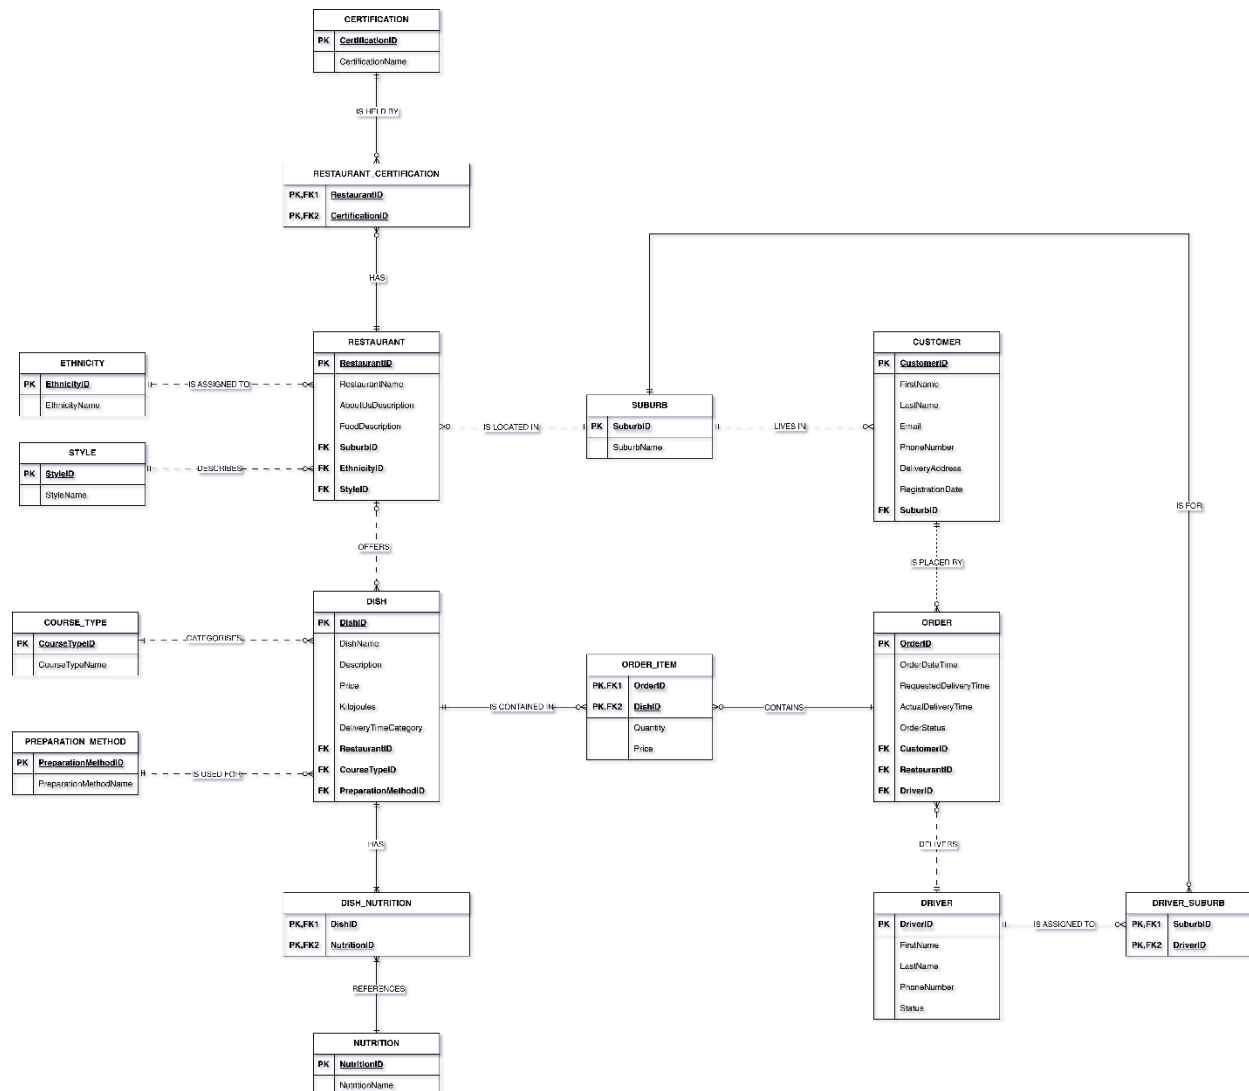 CERTIFICATION
PK CertificationID
CertificationName
IS HELD BY
RESTAURANT_CERTIFICATION
PK,FK1 RestaurantID
PK,FK2 CertificationID
HAS
RESTAURANT
PK RestaurantID
RestaurantName
AboutUsDescription
FoodDescription
FK SuburbID
FK EthnicityID
FK StyleID
ETHNICITY
PK EthnicityID
EthnicityName
IS ASSIGNED TO
STYLE
PK StyleID
StyleName
DESCRIBES
IS LOCATED IN
SUBURB
PK SuburbID
SuburbName
LIVES IN
CUSTOMER
PK CustomerID
FirstName
LastName
Email
PhoneNumber
DeliveryAddress
RegistrationDate
FK SuburbID
IS FOR
OFFERS
IS PLACED BY
COURSE_TYPE
PK CourseTypeID
CourseTypeName
CATEGORISES
DISH
PK DishID
DishName
Description
Price
Kilojoules
DeliveryTimeCategory
FK RestaurantID
FK CourseTypeID
FK PreparationMethodID
PREPARATION_METHOD
PK PreparationMethodID
PreparationMethodName
IS USED FOR
IS CONTAINED IN
ORDER_ITEM
PK,FK1 OrderID
PK,FK2 DishID
Quantity
Price
CONTAINS
ORDER
PK OrderID
OrderDateTime
RequestedDeliveryTime
ActualDeliveryTime
OrderStatus
FK CustomerID
FK RestaurantID
FK DriverID
HAS
DELIVERS
DISH_NUTRITION
PK,FK1 DishID
PK,FK2 NutritionID
REFERENCES
NUTRITION
PK NutritionID
NutritionName
DRIVER
PK DriverID
FirstName
LastName
PhoneNumber
Status
IS ASSIGNED TO
DRIVER_SUBURB
PK,FK1 SuburbID
PK,FK2 DriverID